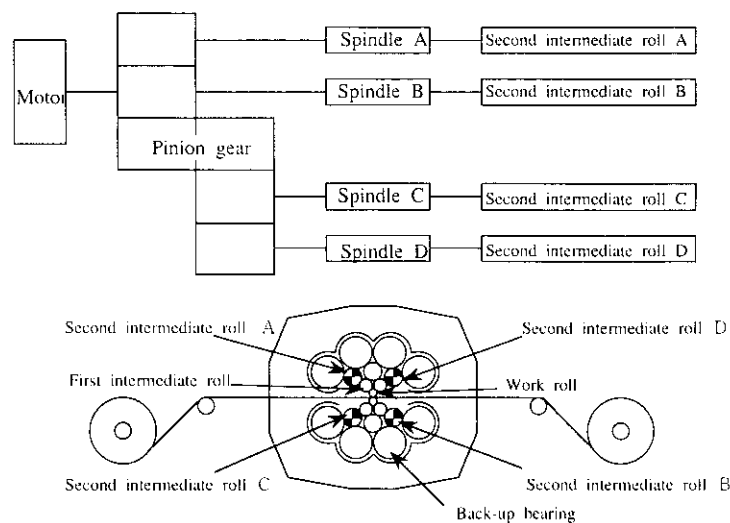 Spindle A
Second intermediate roll A
Motor
Spindle B
Second intermediate roll B
Pinion gear
Spindle C
Second intermediate roll C
Spindle D
Second intermediate roll D
Second intermediate roll A
Second intermediate roll D
First intermediate roll
Work roll
Second intermediate roll C
Second intermediate roll B
Back-up bearing